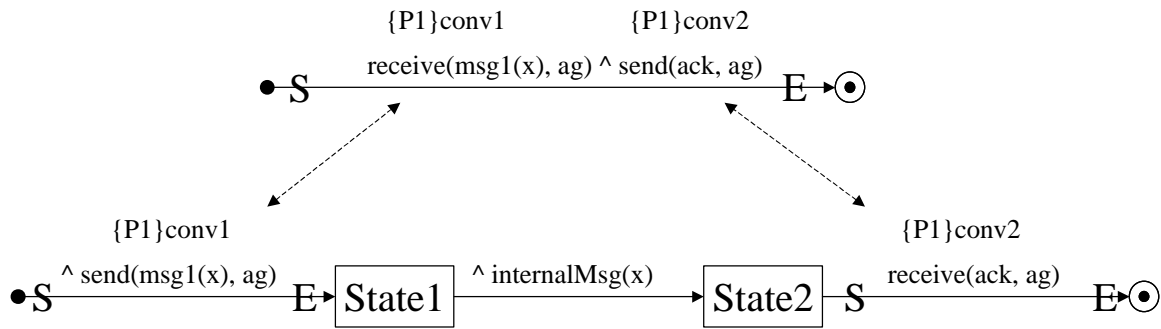 {P1}conv1 {P1}conv2
receive(msg1(x), ag) ^ send(ack, ag)
S E
{P1}conv1 {P1}conv2
^ send(msg1(x), ag) ^ internalMsg(x) receive(ack, ag)
S E State1 State2 S E